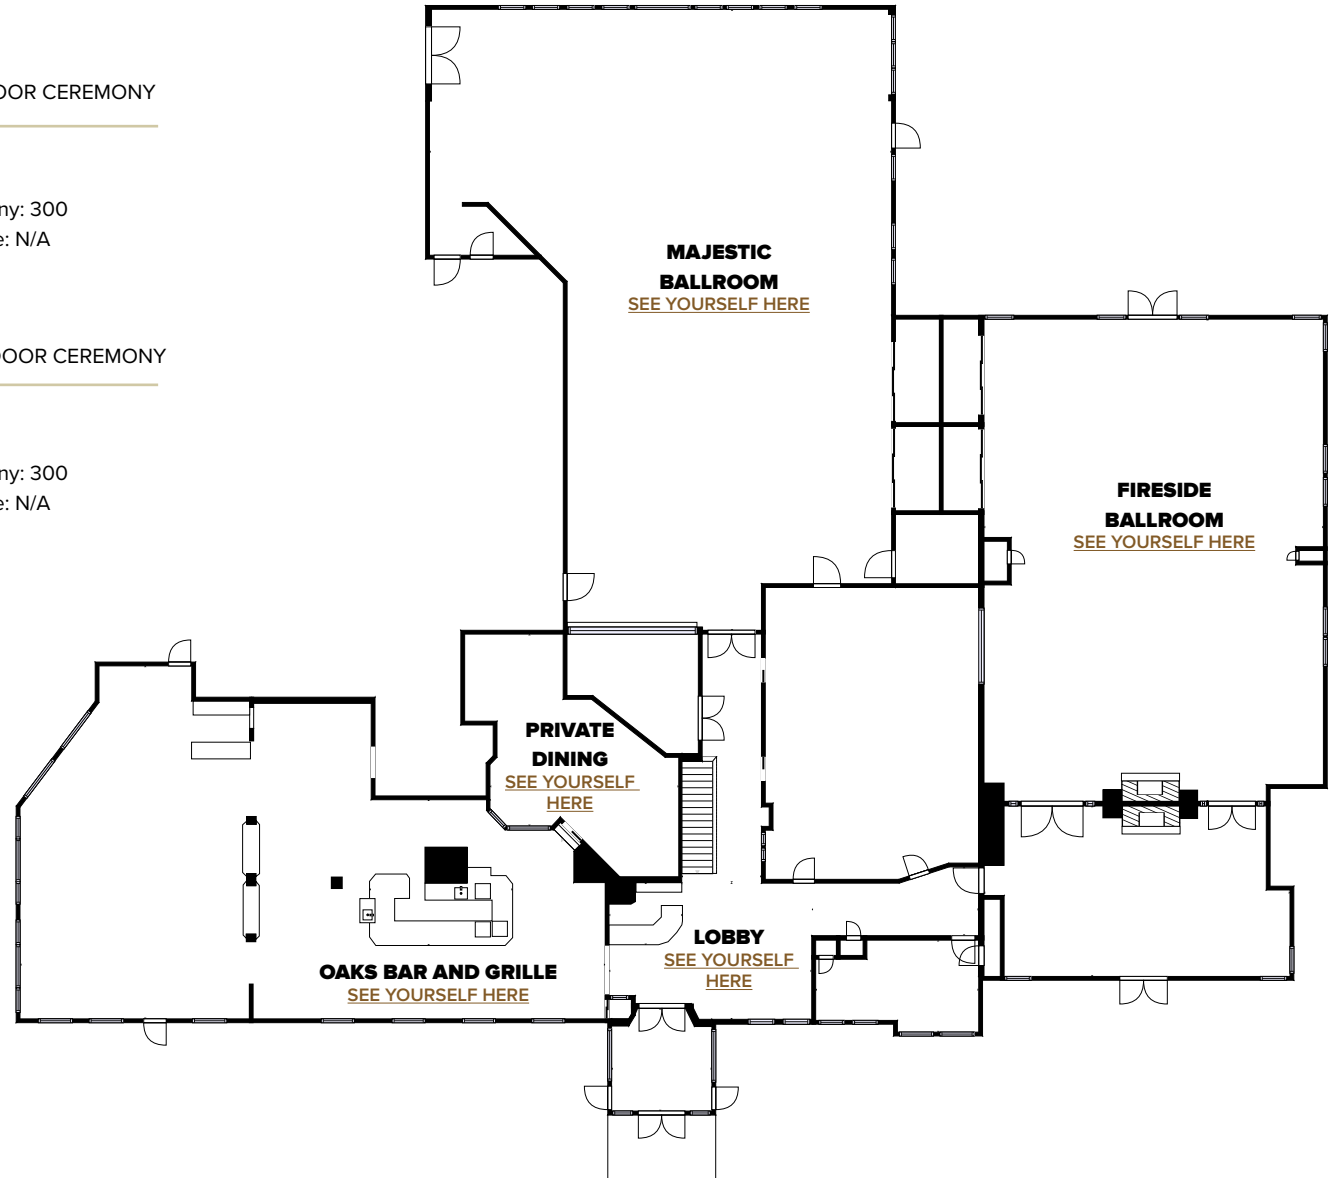 OOR CEREMONY
ny: 300
e: N/A
OOR CEREMONY
ny: 300
e: N/A
MAJESTIC
BALLROOM
SEE YOURSELF HERE
FIRESIDE
BALLROOM
SEE YOURSELF HERE
PRIVATE
DINING
SEE YOURSELF
HERE
LOBBY
SEE YOURSELF
HERE
OAKS BAR AND GRILLE
SEE YOURSELF HERE